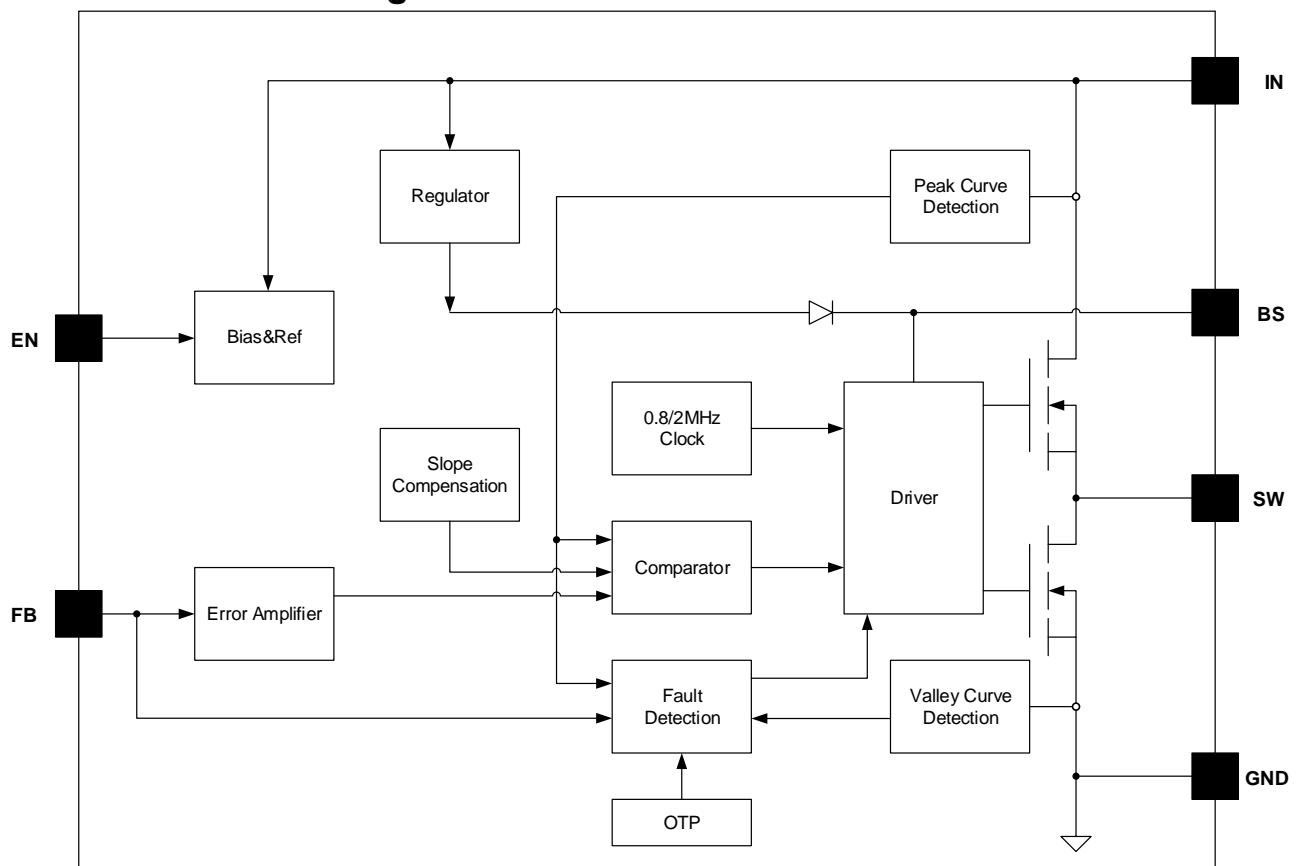 IN
Peak Curve
Detection
Regulator
BS
EN
Bias&Ref
0.8/2MHz
Clock
Slope
Compensation
Driver
SW
Comparator
FB
Error Amplifier
Fault
Detection
Valley Curve
Detection
GND
OTP